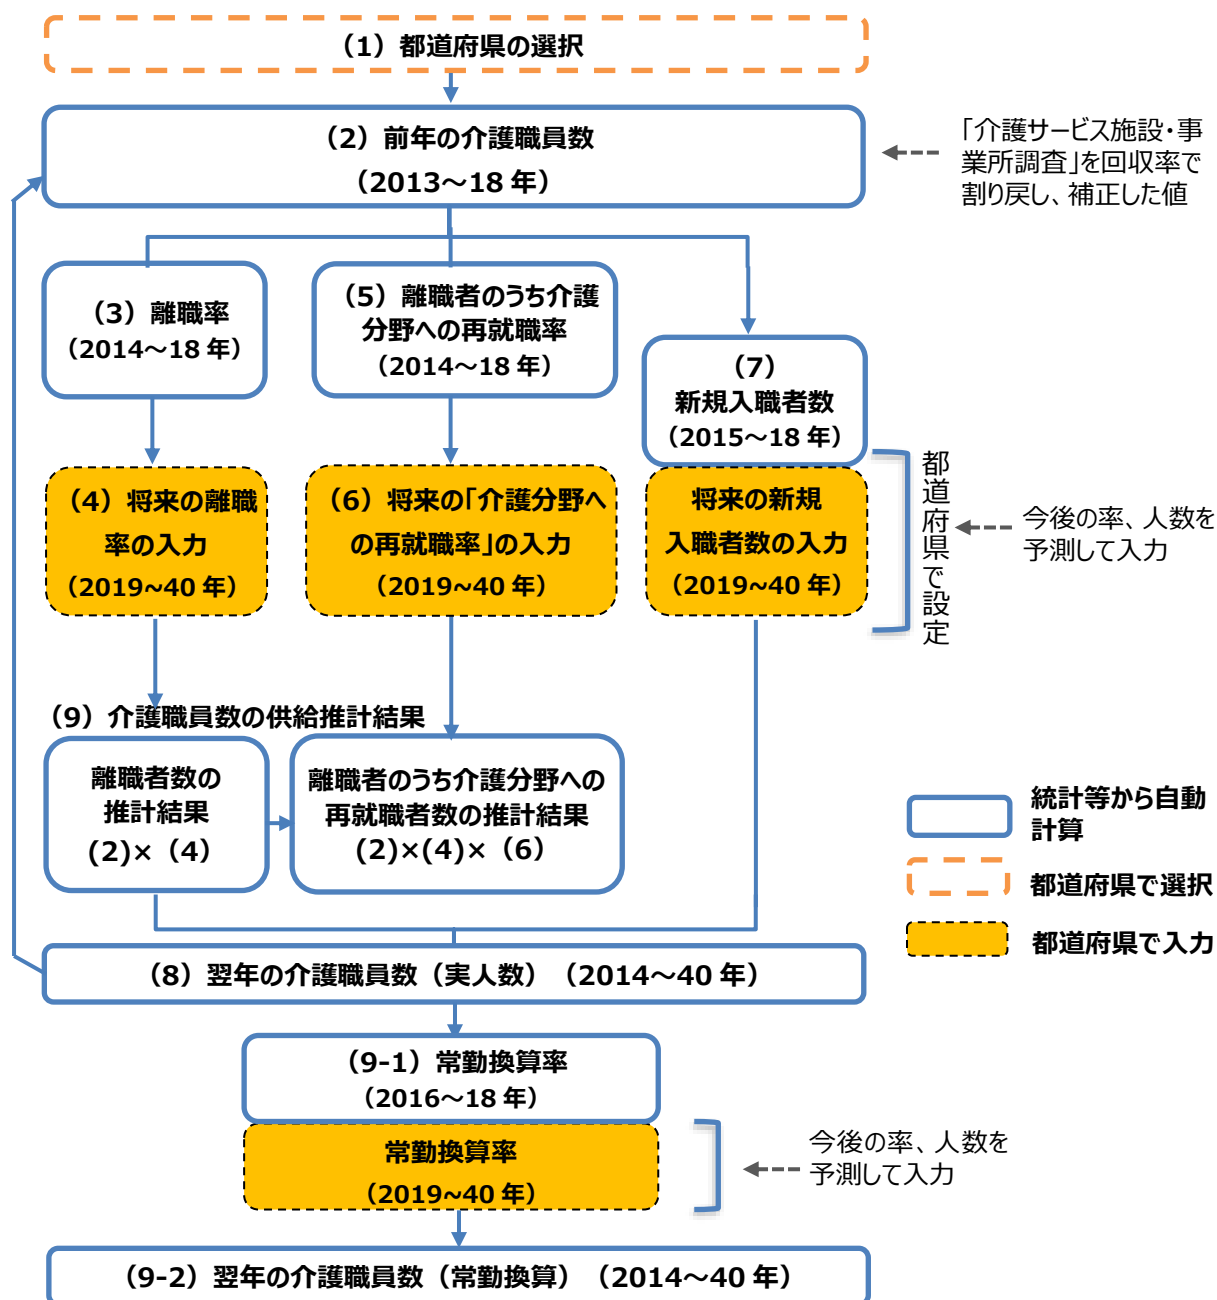 （1）都道府県の選択
（2）前年の介護職員数
（2013～18 年）
「介護サービス施設・事
業所調査」を回収率で
割り戻し、補正した値
（3）離職率
（2014～18 年）
（5）離職者のうち介護
分野への再就職率
（2014～18 年）
（7）
新規入職者数
（2015～18 年）
（4）将来の離職
率の入力
（2019~40 年）
（6）将来の「介護分野へ
の再就職率」の入力
（2019~40 年）
将来の新規
入職者数の入力
（2019~40 年）
都道府県で設定
今後の率、人数を
予測して入力
（9）介護職員数の供給推計結果
離職者数の
推計結果
(2)×（4）
離職者のうち介護分野への
再就職者数の推計結果
(2)×(4)×（6）
統計等から自動
計算
都道府県で選択
都道府県で入力
（8）翌年の介護職員数（実人数）（2014～40 年）
（9-1）常勤換算率
（2016～18 年）
常勤換算率
（2019~40 年）
今後の率、人数を
予測して入力
（9-2）翌年の介護職員数（常勤換算）（2014～40 年）